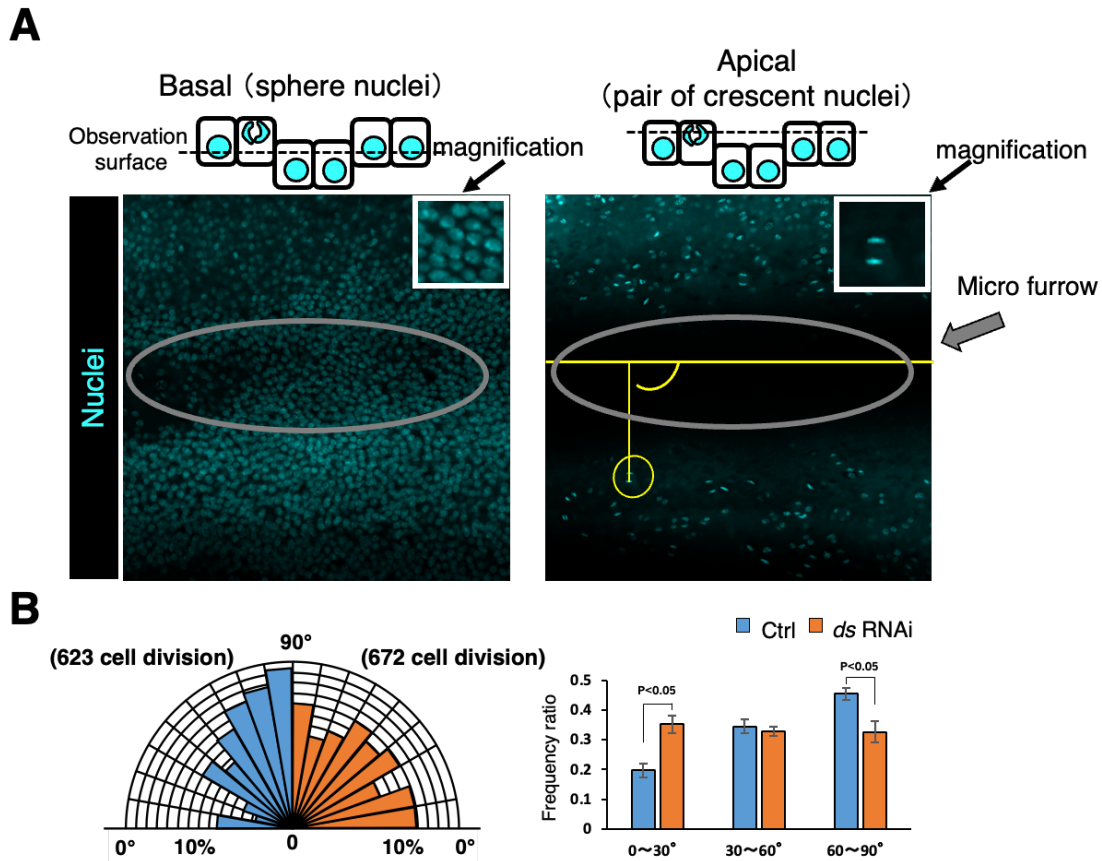 A
Basal（sphere nuclei）
Apical
（pair of crescent nuclei）
Observation
surface
magnification
magnification
Micro furrow
Nuclei
B
Ctrl
ds RNAi
(623 cell division)
90°
(672 cell division)
0°
10%
0
10%
0°
Frequency ratio
0.5
0.4
0.3
0.2
0.1
0
P<0.05
P<0.05
0〜30°
30〜60°
60〜90°